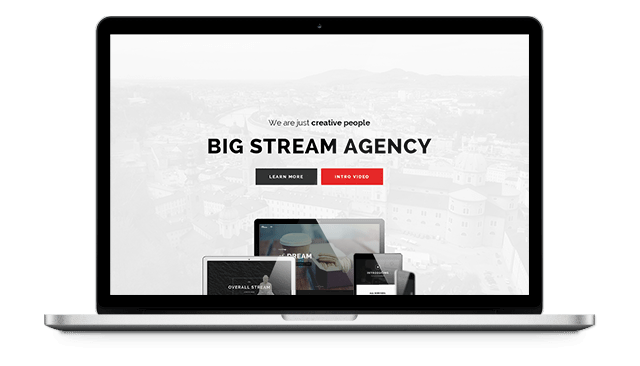 We are just creative people
BIG STREAM AGENCY
LEARN MORE
INTRO VIDEO
DREAM
OVERALL STREAM